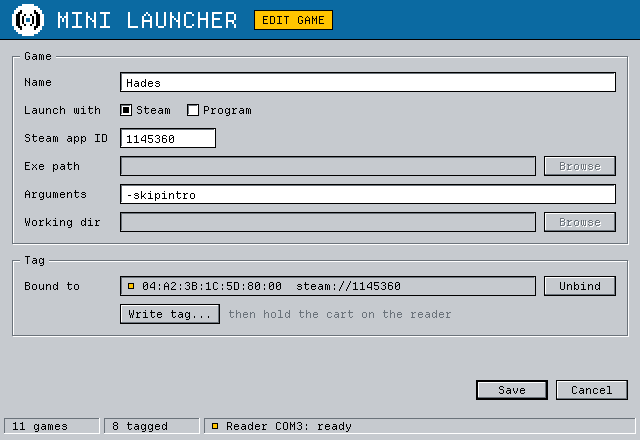 MINI LAUNCHER EDIT GAME
Game
Name Hades
Launch with Steam Program
Steam app ID 1145360
Exe path Browse
Arguments -skipintro
Working dir Browse
Tag
Bound to 04:A2:3B:1C:5D:80:00 steam://1145360 Unbind
Write tag... then hold the cart on the reader
Save Cancel
11 games 8 tagged Reader COM3: ready